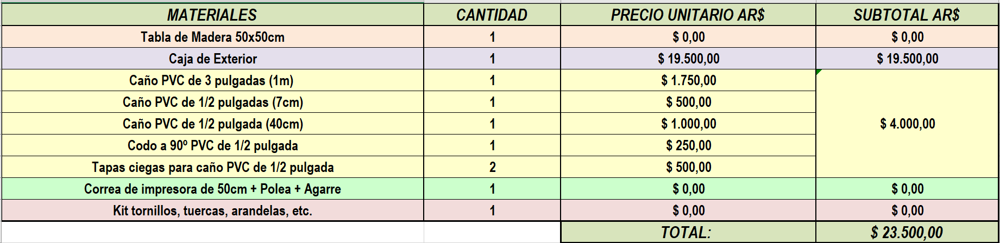 MATERIALES CANTIDAD PRECIO UNITARIO AR$ SUBTOTAL AR$
Tabla de Madera 50x50cm 1 $ 0,00 $ 0,00
Caja de Exterior 1 $ 19.500,00 $ 19.500,00
Caño PVC de 3 pulgadas (1m) 1 $ 1.750,00
Caño PVC de 1/2 pulgadas (7cm) 1 $ 500,00
Caño PVC de 1/2 pulgada (40cm) 1 $ 1.000,00 $ 4.000,00
Codo a 90º PVC de 1/2 pulgada 1 $ 250,00
Tapas ciegas para caño PVC de 1/2 pulgada 2 $ 500,00
Correa de impresora de 50cm + Polea + Agarre 1 $ 0,00 $ 0,00
Kit tornillos, tuercas, arandelas, etc. 1 $ 0,00 $ 0,00
TOTAL: $ 23.500,00